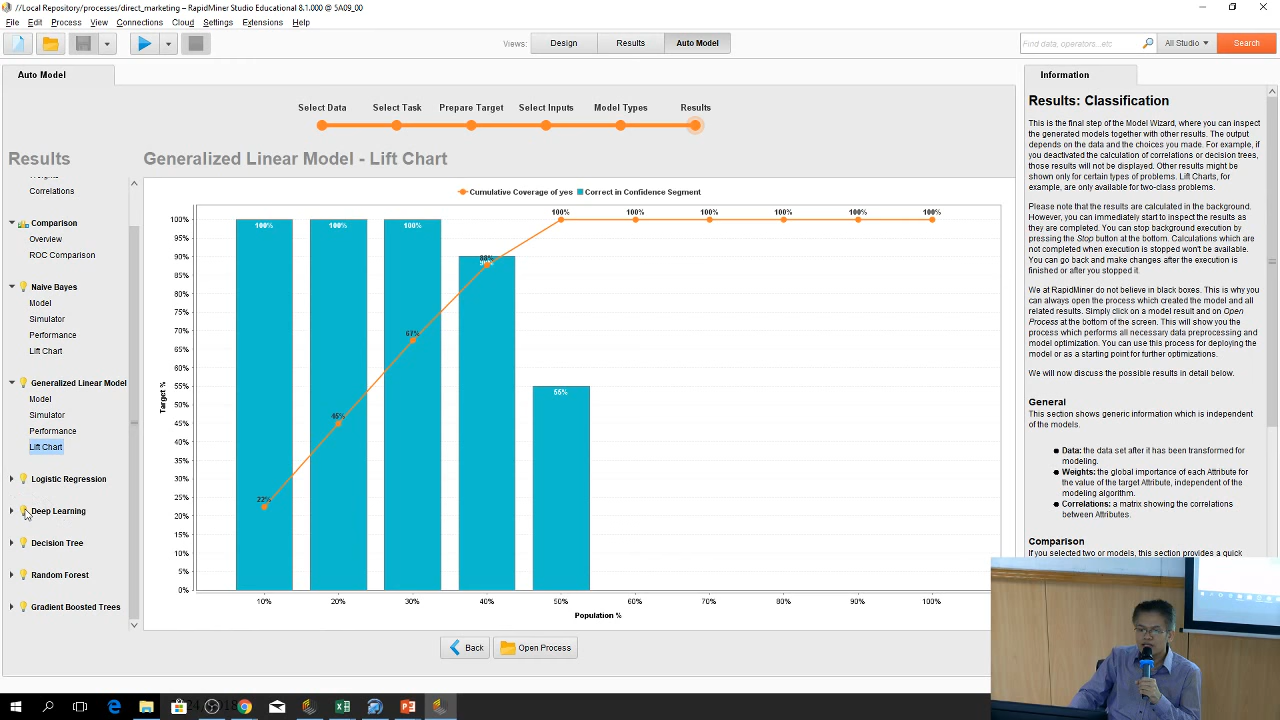 //Local Repository/processes/direct_marketing – RapidMiner Studio Educational 8.1.000 @ 5A09_00
File Edit Process View Connections Cloud Settings Extensions Help
Views: Design Results Auto Model
Find data, operators...etc All Studio Search
Auto Model
Select Data Select Task Prepare Target Select Inputs Model Types Results
Results
Correlations
Comparison
Overview
ROC Comparison
Naive Bayes
Model
Simulator
Performance
Lift Chart
Generalized Linear Model
Model
Simulator
Performance
Lift Chart
Logistic Regression
Deep Learning
Decision Tree
Random Forest
Gradient Boosted Trees
Generalized Linear Model - Lift Chart
Cumulative Coverage of yes Correct in Confidence Segment
100%
95%
90%
85%
80%
75%
70%
65%
60%
55%
50%
45%
40%
35%
30%
25%
20%
15%
10%
5%
0%
Target %
100% 100% 100% 90% 55%
22% 45% 67% 88% 100% 100% 100% 100% 100% 100%
10% 20% 30% 40% 50% 60% 70% 80% 90% 100%
Population %
Back Open Process
Information
Results: Classification
This is the final step of the Model Wizard, where you can inspect
the generated models together with other results. The output
depends on the data and the choices you made. For example, if
you deactivated the calculation of correlations or decision trees,
those results will not be displayed. Other results might be
shown only for certain types of problems. Lift Charts, for
example, are only available for two-class problems.
Please note that the results are calculated in the background.
However, you can immediately start to inspect the results as
they are completed. You can stop background execution by
pressing the Stop button at the bottom. Calculations which are
not completed when execution is stopped won't be available.
You can go back and make changes after the execution is
finished or after you stopped it.
We at RapidMiner do not believe in black boxes. This is why you
can always open the process which created the model and all
related results. Simply click on a model result and on Open
Process at the bottom of the screen. This will show you the
process which performs all necessary data preprocessing and
model optimization. You can use this process for deploying the
model or as a starting point for further optimizations.
We will now discuss the possible results in detail below.
General
This section shows generic information which is independent
of the models.
Data: the data set after it has been transformed for
modeling.
Weights: the global importance of each Attribute for
the value of the target Attribute, independent of the
modeling algorithm.
Correlations: a matrix showing the correlations
between Attributes.
Comparison
If you selected two or models, this section provides a quick